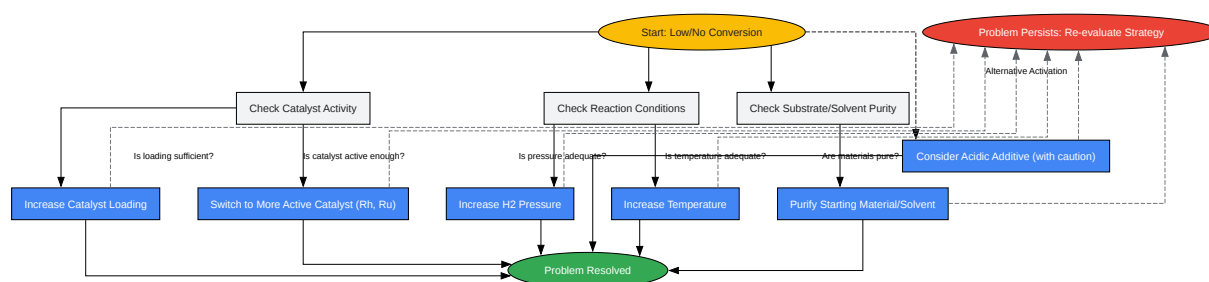 Start: Low/No Conversion
Problem Persists: Re-evaluate Strategy
Alternative Activation
Check Catalyst Activity
Check Reaction Conditions
Check Substrate/Solvent Purity
Is loading sufficient?
Is catalyst active enough?
Is pressure adequate?
Is temperature adequate?
Are materials pure?
Consider Acidic Additive (with caution)
Increase Catalyst Loading
Switch to More Active Catalyst (Rh, Ru)
Increase H2 Pressure
Increase Temperature
Purify Starting Material/Solvent
Problem Resolved